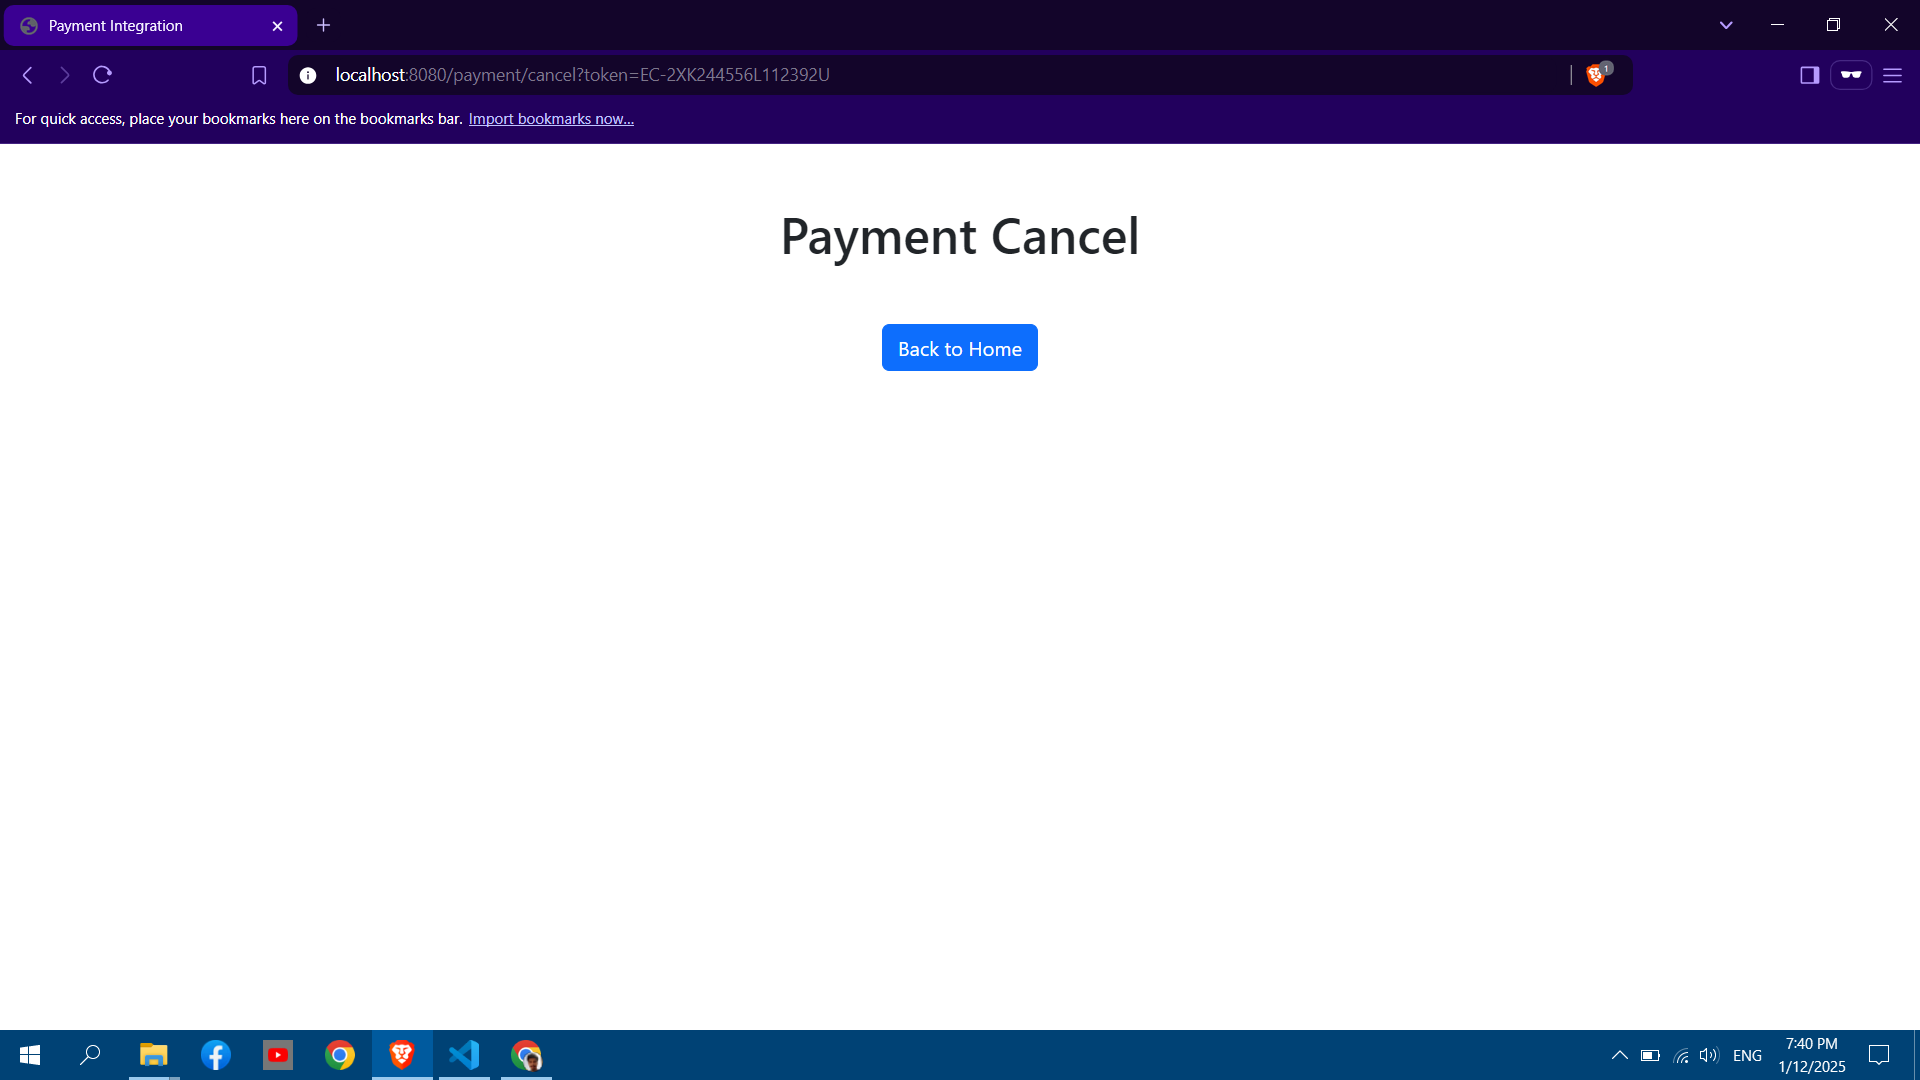 Payment Integration
localhost:8080/payment/cancel?token=EC-2XK244556L112392U
1
For quick access, place your bookmarks here on the bookmarks bar. Import bookmarks now...
Payment Cancel
Back to Home
ENG
7:40 PM
1/12/2025